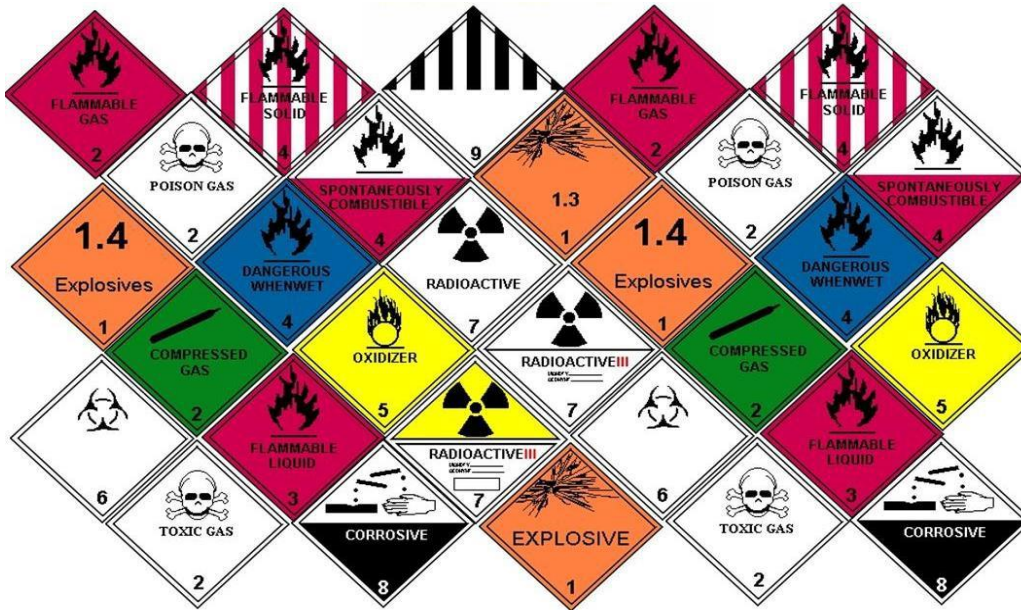 FLAMMABLE
GAS
2
FLAMMABLE
SOLID
4
9
FLAMMABLE
GAS
2
FLAMMABLE
SOLID
4
POISON GAS
2
SPONTANEOUSLY
COMBUSTIBLE
4
1.3
1
POISON GAS
2
SPONTANEOUSLY
COMBUSTIBLE
4
1.4
Explosives
1
DANGEROUS
WHENWET
4
RADIOACTIVE
7
1.4
Explosives
1
DANGEROUS
WHENWET
4
COMPRESSED
GAS
2
OXIDIZER
5
RADIOACTIVE III
7
COMPRESSED
GAS
2
OXIDIZER
5
6
FLAMMABLE
LIQUID
3
RADIOACTIVE III
7
6
FLAMMABLE
LIQUID
3
TOXIC GAS
2
CORROSIVE
8
EXPLOSIVE
1
TOXIC GAS
2
CORROSIVE
8